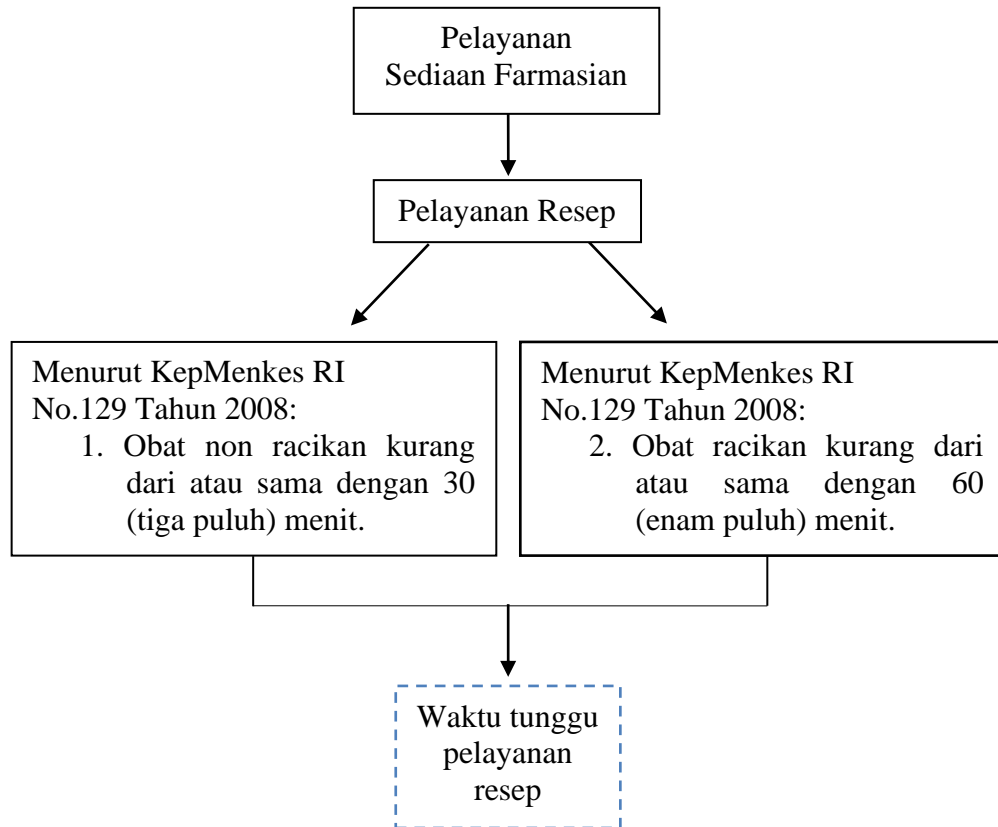 Pelayanan
Sediaan Farmasian
Pelayanan Resep
Menurut KepMenkes RI
No.129 Tahun 2008:
1. Obat non racikan kurang
dari atau sama dengan 30
(tiga puluh) menit.
Menurut KepMenkes RI
No.129 Tahun 2008:
2. Obat racikan kurang dari
atau sama dengan 60
(enam puluh) menit.
Waktu tunggu
pelayanan
resep